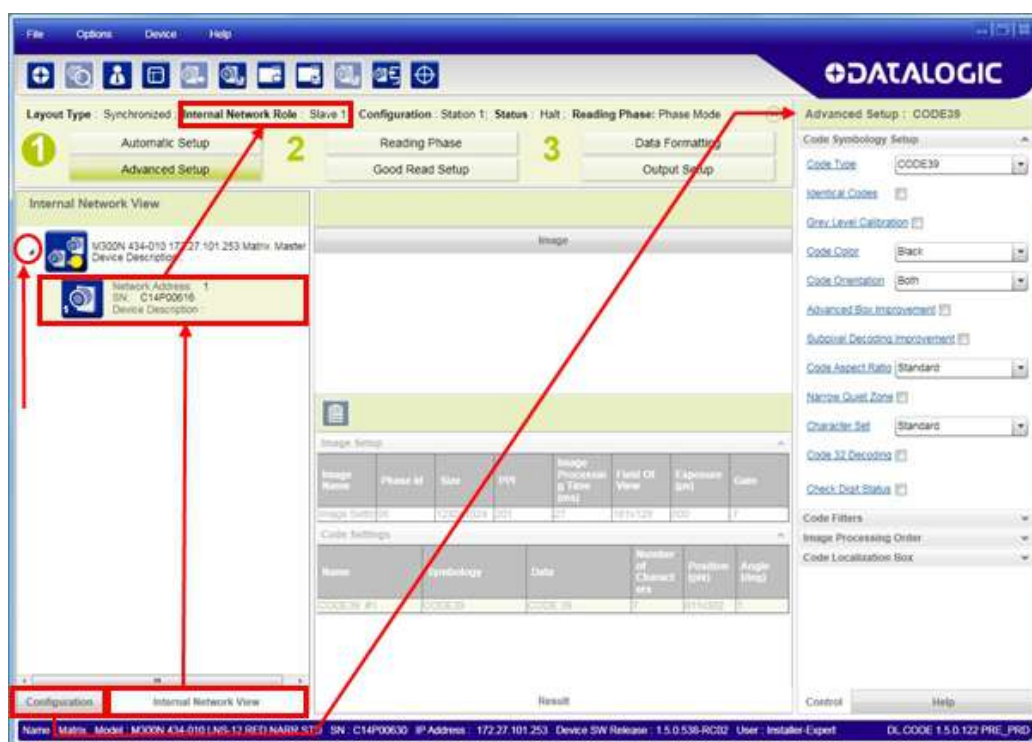 File Options Device Help
DATALOGIC
Layout Type : Synchronized : Internal Network Role : Slave 1 Configuration : Station 1; Status : Halt : Reading Phase: Phase Mode
1 Automatic Setup 2 Reading Phase 3 Data Formatting
Advanced Setup Good Read Setup Output Setup
Internal Network View
M300N 434-010 172.27.101.253 Matrix Master
Device Description :
Network Address : 1
SN: C14P00616
Device Description :
1
Image
Image Setup
Image Name Phase Id Size PPI Image Processing Time (ms) Field Of View Exposure (µs) Gain
Code Settings
Name Symbology Data Number of Characters Position (pix) Angle (deg)
CODE39 #1 CODE39 CODE 39 7
Configuration Internal Network View Result
Advanced Setup : CODE39
Code Symbology Setup
Code Type CODE39
Identical Codes
Grey Level Calibration
Code Color Black
Code Orientation Both
Advanced Box Improvement
Subpixel Decoding Improvement
Code Aspect Ratio Standard
Narrow Quiet Zone
Character Set Standard
Code 32 Decoding
Check Digit Status
Code Filters
Image Processing Order
Code Localization Box
Control Help
Name : Matrix Model : M300N 434-010 LNS-12 RED NARR STD SN : C14P00630 IP Address : 172.27.101.253 Device SW Release : 1.5.0.538-RC02 User : Installer-Expert DL.CODE 1.5.0.122 PRE_PROD